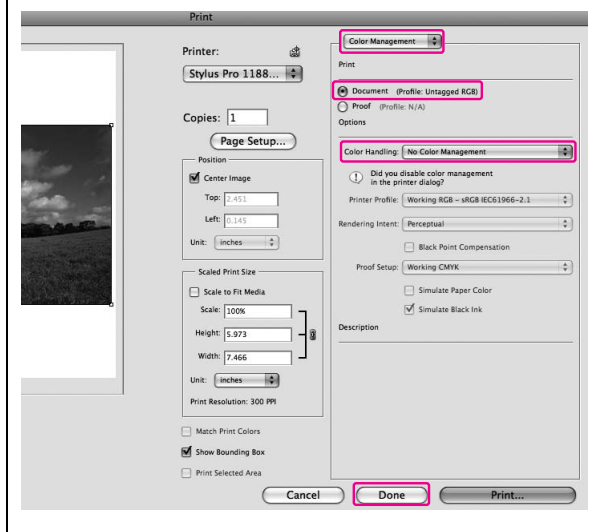 Print
Printer:
Stylus Pro 1188...
Copies: 1
Page Setup...
Position
Center Image
Top: 2.451
Left: 0.145
Unit: inches
Scaled Print Size
Scale to Fit Media
Scale: 100%
Height: 5.973
Width: 7.466
Unit: inches
Print Resolution: 300 PPI
Match Print Colors
Show Bounding Box
Print Selected Area
Color Management
Print
Document (Profile: Untagged RGB)
Proof (Profile: N/A)
Options
Color Handling: No Color Management
Did you disable color management
in the printer dialog?
Printer Profile: Working RGB - sRGB IEC61966-2.1
Rendering Intent: Perceptual
Black Point Compensation
Proof Setup: Working CMYK
Simulate Paper Color
Simulate Black Ink
Description
Cancel
Done
Print...